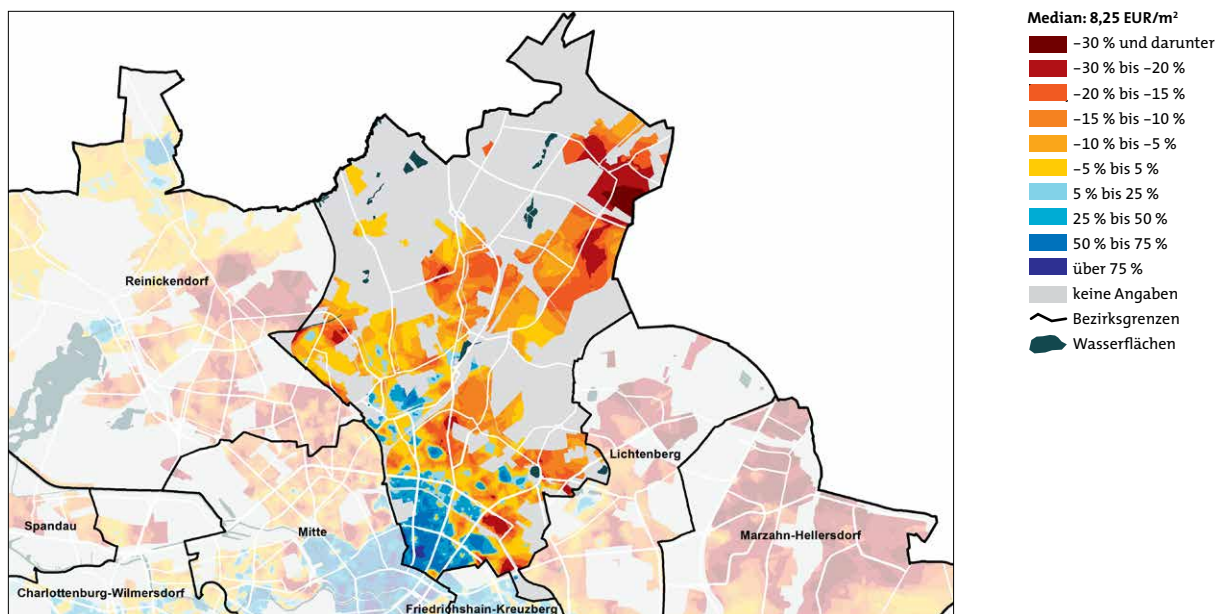 Median: 8,25 EUR/m²
−30 % und darunter
−30 % bis −20 %
−20 % bis −15 %
−15 % bis −10 %
−10 % bis −5 %
−5 % bis 5 %
5 % bis 25 %
25 % bis 50 %
50 % bis 75 %
über 75 %
keine Angaben
Bezirksgrenzen
Wasserflächen
Reinickendorf
Lichtenberg
Spandau
Mitte
Marzahn-Hellersdorf
Charlottenburg-Wilmersdorf
Friedrichshain-Kreuzberg